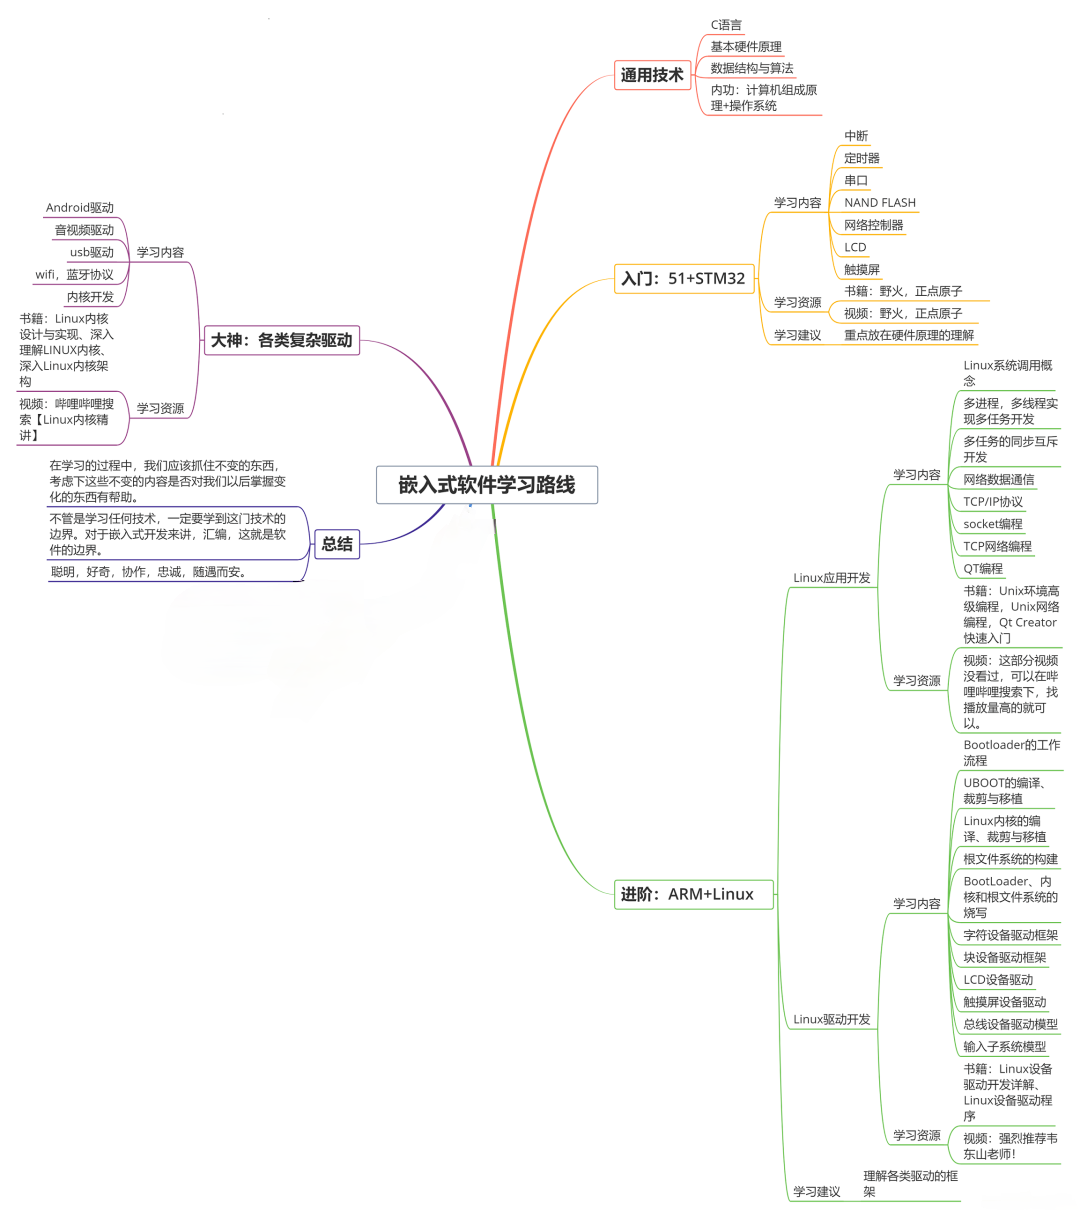 嵌入式软件学习路线
通用技术
C语言
基本硬件原理
数据结构与算法
内功：计算机组成原
理+操作系统
入门：51+STM32
学习内容
中断
定时器
串口
NAND FLASH
网络控制器
LCD
触摸屏
学习资源
书籍：野火，正点原子
视频：野火，正点原子
学习建议
重点放在硬件原理的理解
进阶：ARM+Linux
Linux应用开发
学习内容
Linux系统调用概
念
多进程，多线程实
现多任务开发
多任务的同步互斥
开发
网络数据通信
TCP/IP协议
socket编程
TCP网络编程
QT编程
学习资源
书籍：Unix环境高
级编程，Unix网络
编程，Qt Creator
快速入门
视频：这部分视频
没看过，可以在哔
哩哔哩搜索下，找
播放量高的就可
以。
Linux驱动开发
学习内容
Bootloader的工作
流程
UBOOT的编译、
裁剪与移植
Linux内核的编
译、裁剪与移植
根文件系统的构建
BootLoader、内
核和根文件系统的
烧写
字符设备驱动框架
块设备驱动框架
LCD设备驱动
触摸屏设备驱动
总线设备驱动模型
输入子系统模型
学习资源
书籍：Linux设备
驱动开发详解、
Linux设备驱动程
序
视频：强烈推荐韦
东山老师！
学习建议
理解各类驱动的框
架
大神：各类复杂驱动
学习内容
Android驱动
音视频驱动
usb驱动
wifi，蓝牙协议
内核开发
学习资源
书籍：Linux内核
设计与实现、深入
理解LINUX内核、
深入Linux内核架
构
视频：哔哩哔哩搜
索【Linux内核精
讲】
总结
在学习的过程中，我们应该抓住不变的东西，
考虑下这些不变的内容是否对我们以后掌握变
化的东西有帮助。
不管是学习任何技术，一定要学到这门技术的
边界。对于嵌入式开发来讲，汇编，这就是软
件的边界。
聪明，好奇，协作，忠诚，随遇而安。